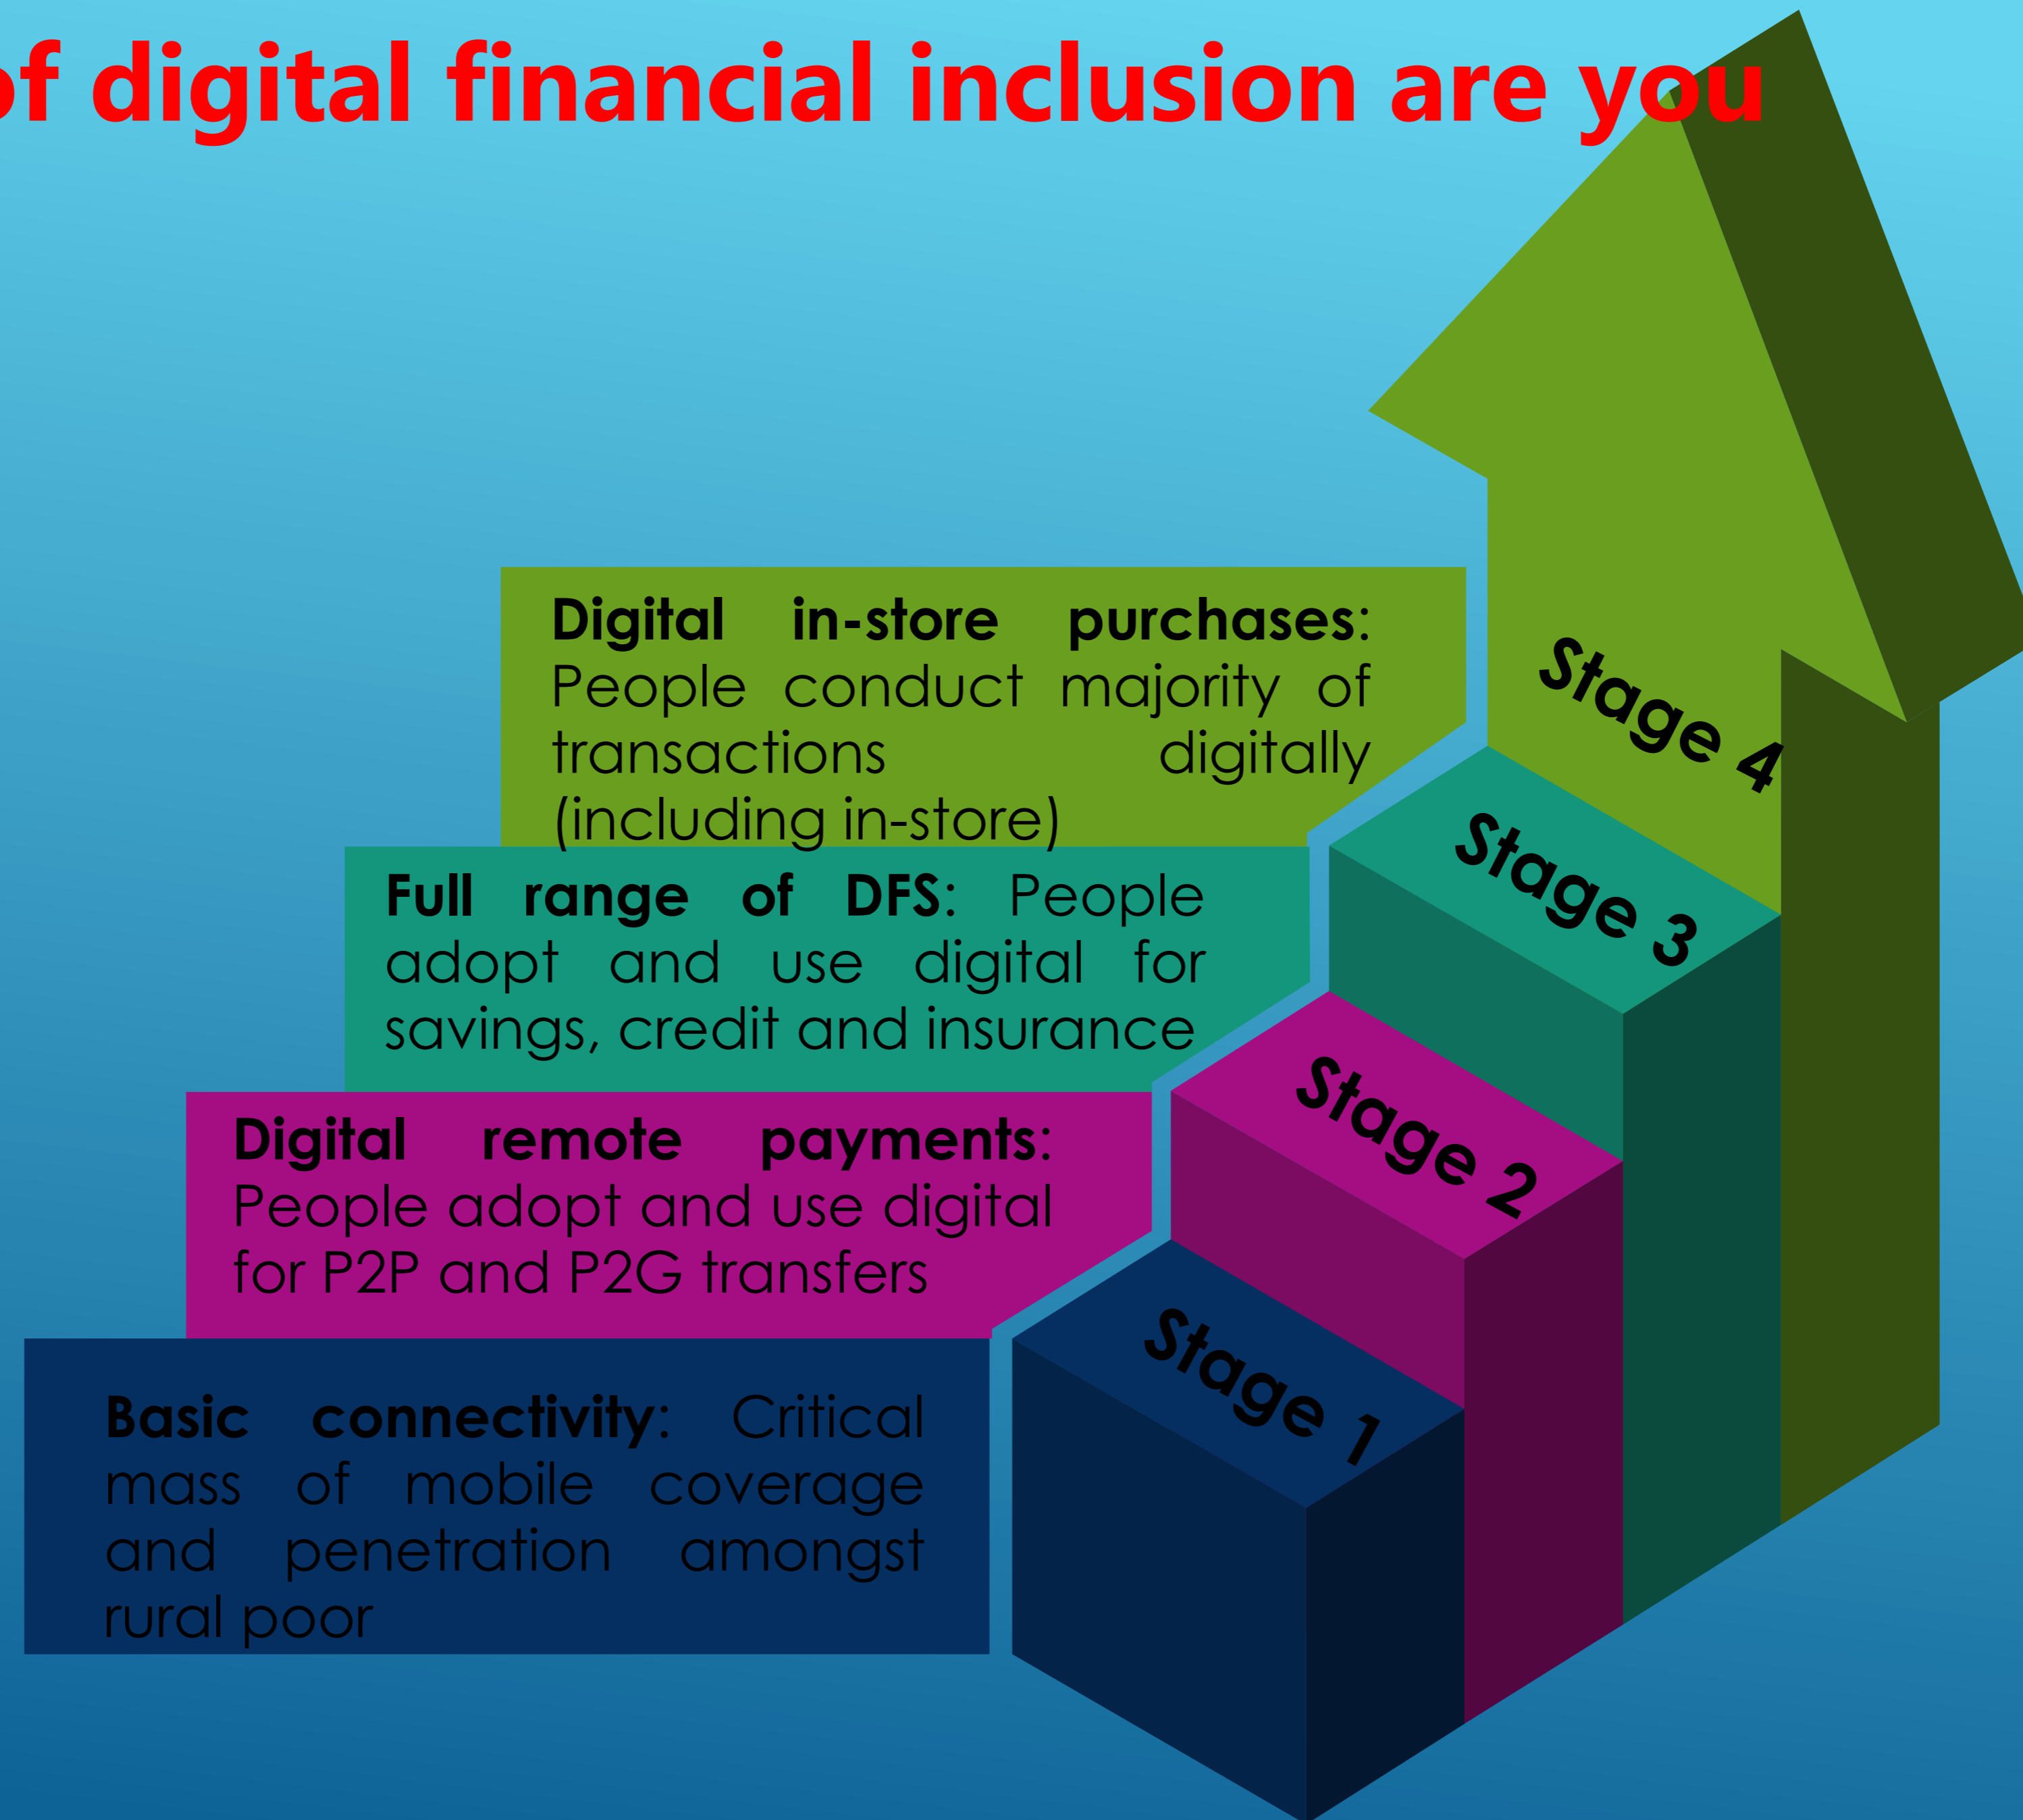 of digital financial inclusion are you
Digital in-store purchases:
People conduct majority of
transactions digitally
(including in-store)
Stage 4
Full range of DFS: People
adopt and use digital for
savings, credit and insurance
Stage 3
Digital remote payments:
People adopt and use digital
for P2P and P2G transfers
Stage 2
Basic connectivity: Critical
mass of mobile coverage
and penetration amongst
rural poor
Stage 1